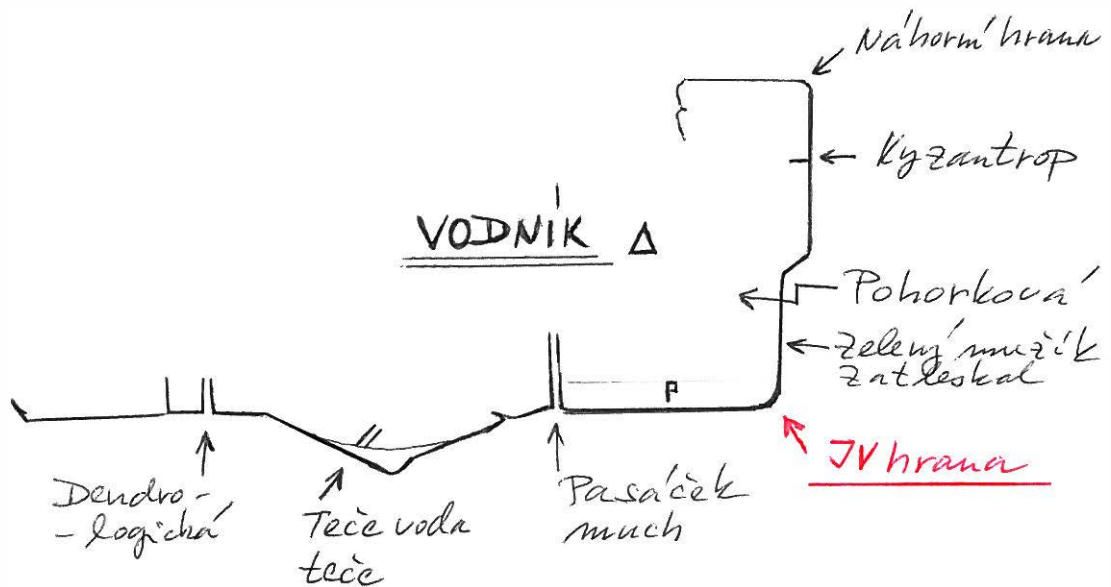 Náhorní hrana
Kyzantrop
VODNÍK
Pohorková
Zelený mužík
zatleskal
P
JV hrana
Dendro-
-logická
Teče voda
teče
Pasáček
much